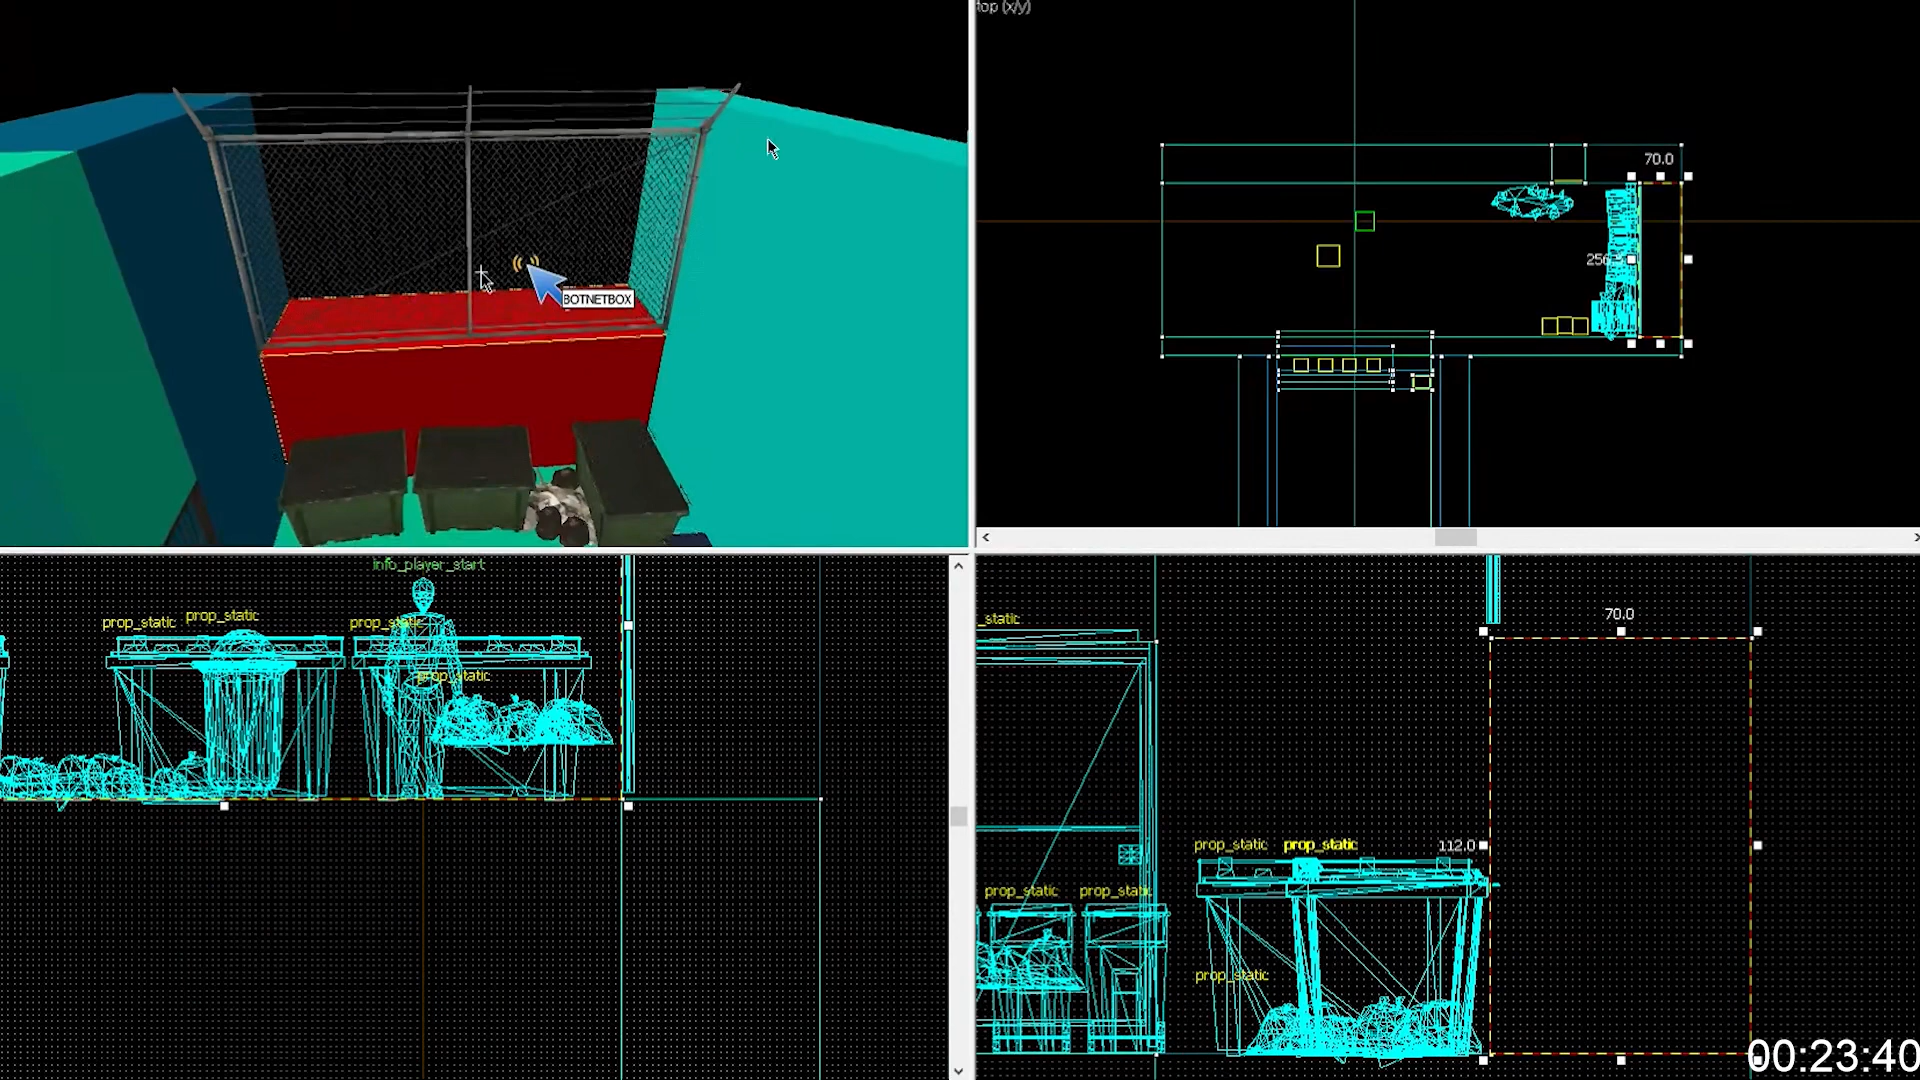 top (x/y)
70.0
256
BOTNETBOX
info_player_start
prop_static
prop_static
prop_static
prop_static
_static
70.0
prop_static
prop_static
112.0
prop_static
prop_static
prop_static
00:23:40